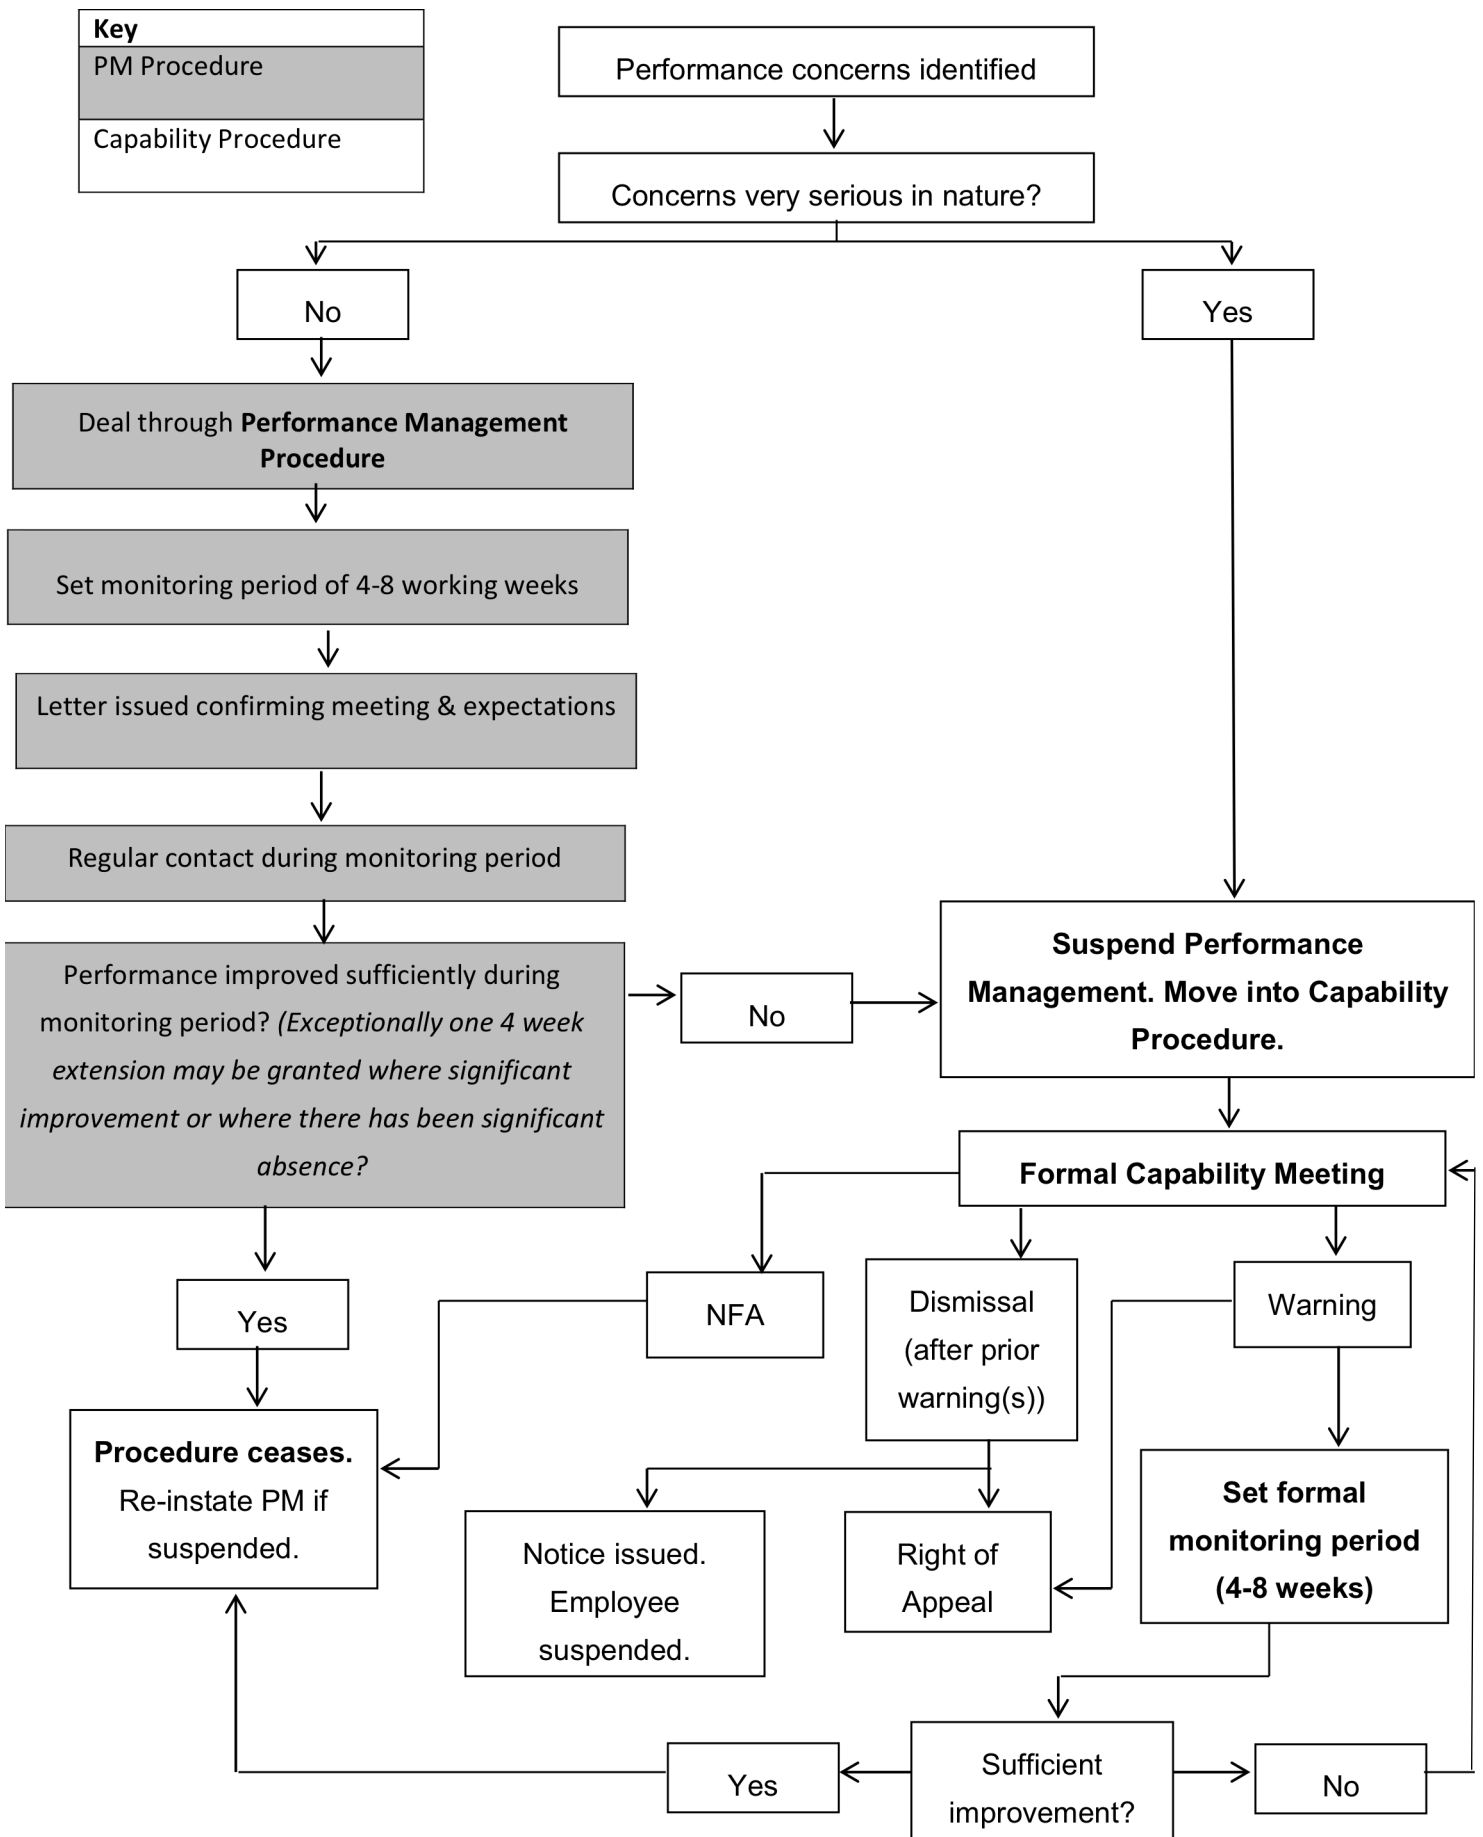 Key
PM Procedure
Capability Procedure
Performance concerns identified
Concerns very serious in nature?
No
Yes
Deal through Performance Management
Procedure
Set monitoring period of 4-8 working weeks
Letter issued confirming meeting & expectations
Regular contact during monitoring period
Performance improved sufficiently during
monitoring period? (Exceptionally one 4 week
extension may be granted where significant
improvement or where there has been significant
absence?
No
Suspend Performance
Management. Move into Capability
Procedure.
Formal Capability Meeting
Yes
NFA
Dismissal
(after prior
warning(s))
Warning
Procedure ceases.
Re-instate PM if
suspended.
Notice issued.
Employee
suspended.
Right of
Appeal
Set formal
monitoring period
(4-8 weeks)
Yes
Sufficient
improvement?
No